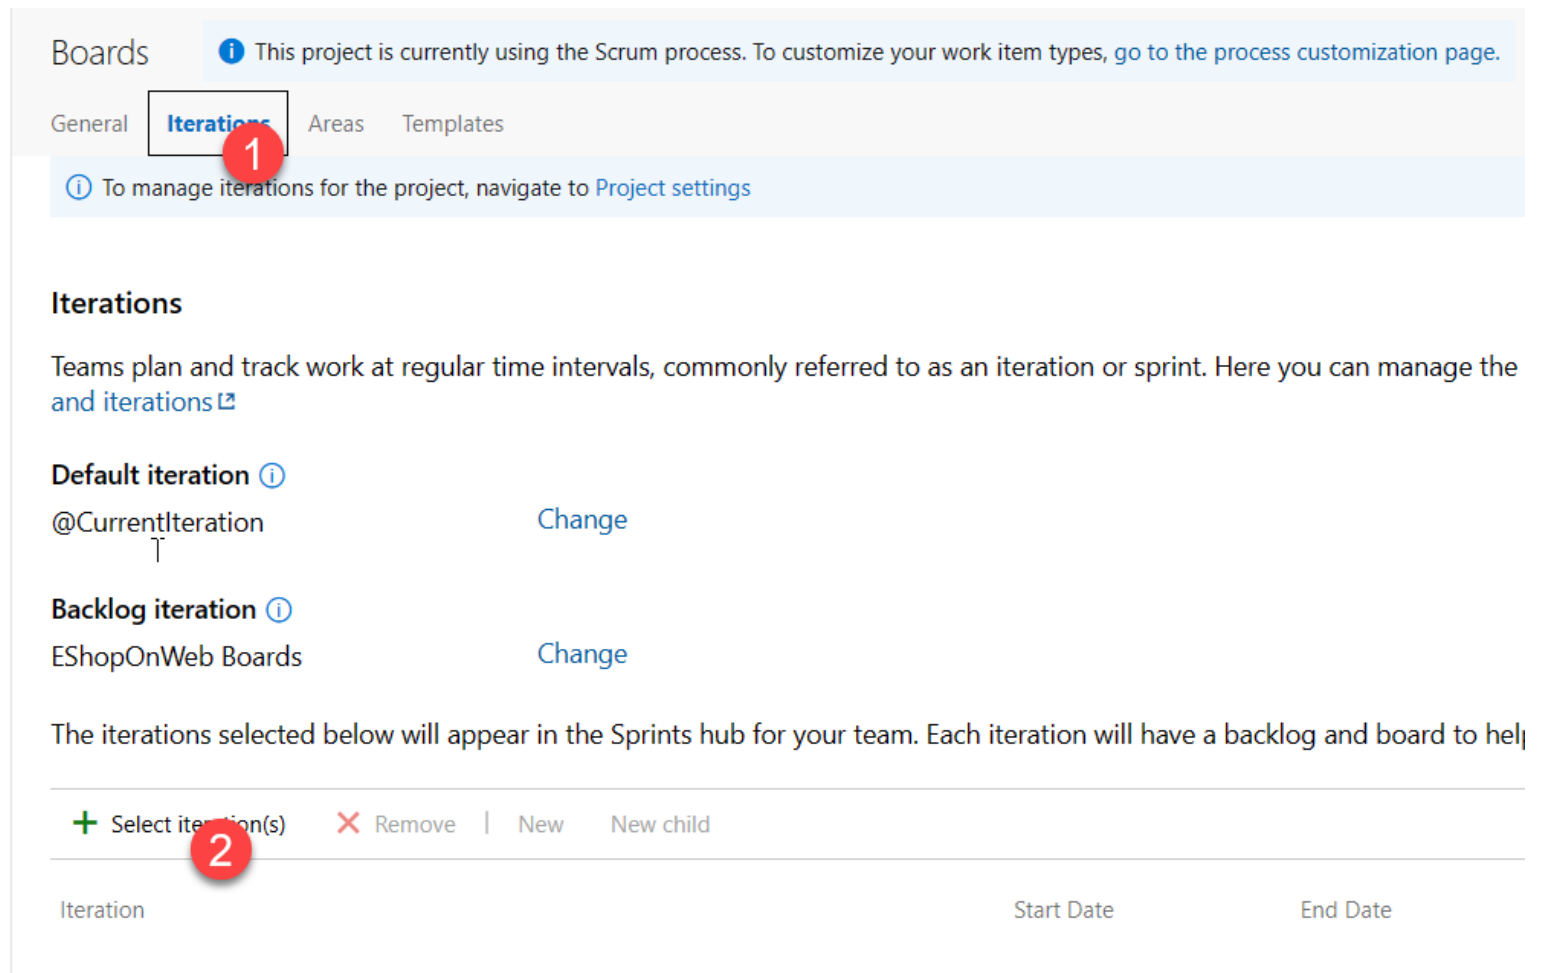 Boards
This project is currently using the Scrum process. To customize your work item types, go to the process customization page.
General Iterations Areas Templates
1
To manage iterations for the project, navigate to Project settings
Iterations
Teams plan and track work at regular time intervals, commonly referred to as an iteration or sprint. Here you can manage the
and iterations
Default iteration
@CurrentIteration Change
Backlog iteration
EShopOnWeb Boards Change
The iterations selected below will appear in the Sprints hub for your team. Each iteration will have a backlog and board to help
Select iteration(s) Remove | New New child
2
Iteration Start Date End Date